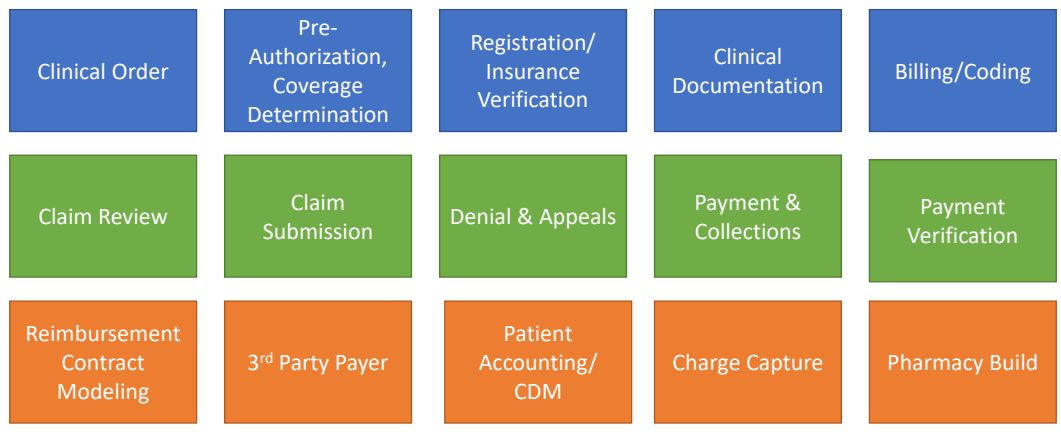 Clinical Order
Pre-
Authorization,
Coverage
Determination
Registration/
Insurance
Verification
Clinical
Documentation
Billing/Coding
Claim Review
Claim
Submission
Denial & Appeals
Payment &
Collections
Payment
Verification
Reimbursement
Contract
Modeling
3rd Party Payer
Patient
Accounting/
CDM
Charge Capture
Pharmacy Build